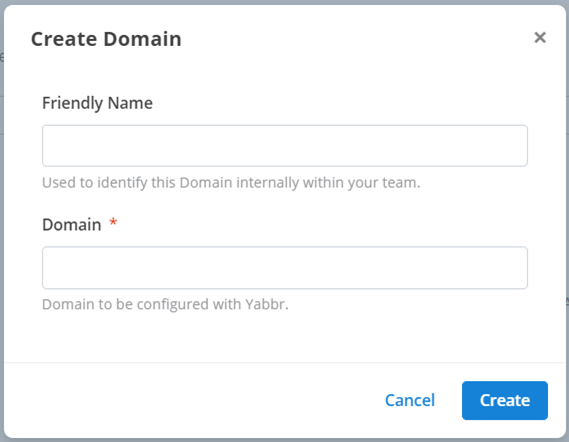 Create Domain
×
Friendly Name
Used to identify this Domain internally within your team.
Domain *
Domain to be configured with Yabbr.
Cancel Create